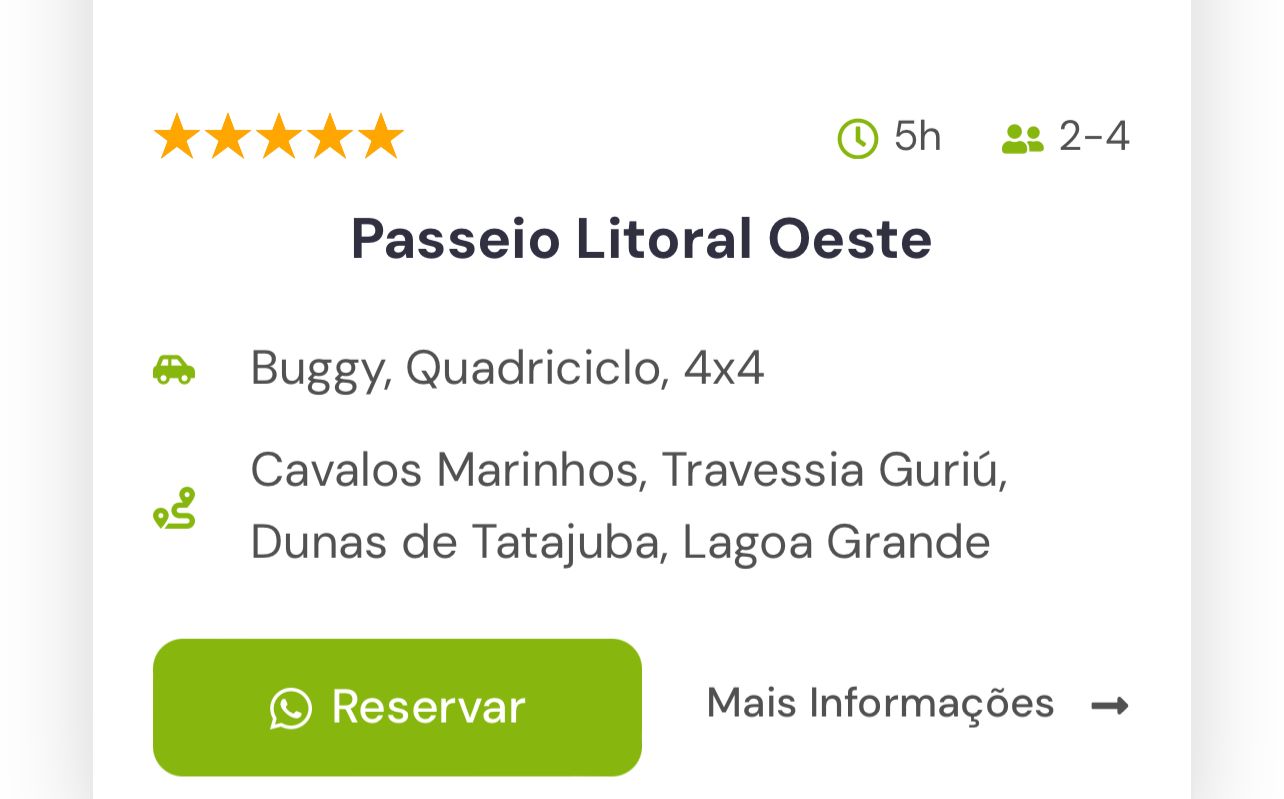 5h 2-4
Passeio Litoral Oeste
Buggy, Quadriciclo, 4x4
Cavalos Marinhos, Travessia Guriú,
Dunas de Tatajuba, Lagoa Grande
Reservar Mais Informações